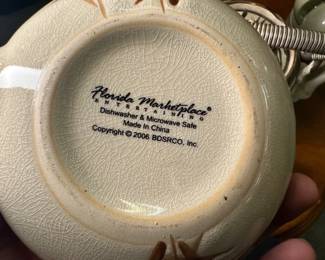 Florida Marketplace®
ENTERTAINING
Dishwasher & Microwave Safe
Made in China
Copyright © 2006 BDSRCO, Inc.